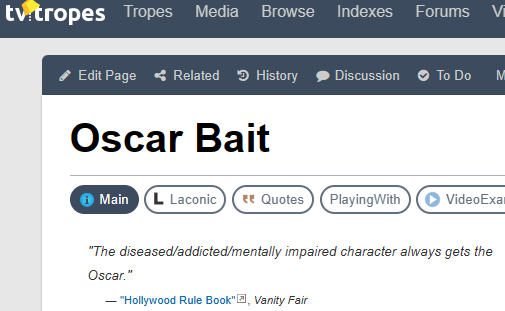 tvtropes Tropes Media Browse Indexes Forums Vi
Edit Page Related History Discussion To Do M
Oscar Bait
Main Laconic Quotes PlayingWith VideoExa
"The diseased/addicted/mentally impaired character always gets the
Oscar."
— "Hollywood Rule Book", Vanity Fair